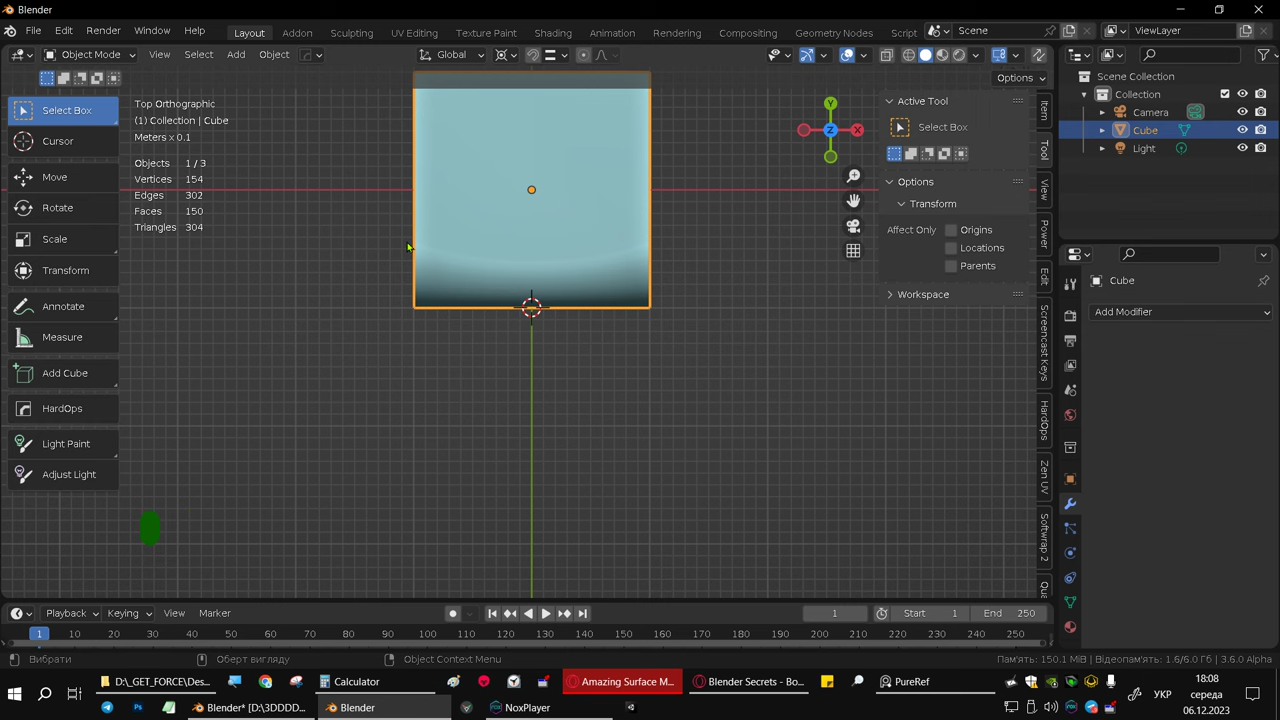 Blender
File Edit Render Window Help Layout Addon Sculpting UV Editing Texture Paint Shading Animation Rendering Compositing Geometry Nodes Script Scene ViewLayer
Object Mode View Select Add Object Global
Options
Select Box
Cursor
Move
Rotate
Scale
Transform
Annotate
Measure
Add Cube
HardOps
Light Paint
Adjust Light
Top Orthographic
(1) Collection | Cube
Meters x 0.1
Objects 1 / 3
Vertices 154
Edges 302
Faces 150
Triangles 304
Y
Z
X
Active Tool
Select Box
Options
Transform
Affect Only Origins
Locations
Parents
Workspace
Item
Tool
View
Power
Edit
Screencast Keys
HardOps
Zen UV
Softwrap 2
Qu
Scene Collection
Collection
Camera
Cube
Light
Cube
Add Modifier
Playback Keying View Marker 1 Start 1 End 250
1 10 20 30 40 50 60 70 80 90 100 110 120 130 140 150 160 170 180 190 200 210 220 230 240 250
Вибрати Оберт вигляду Object Context Menu Пам'ять: 150.1 MiB | Відеопам'ять: 1.6/6.0 Гі | 3.6.0 Alpha
D:\_GET_FORCE/Des... Calculator Amazing Surface M... Blender Secrets - Bo... PureRef
Blender* [D:\3DDDD... Blender NoxPlayer
УКР
18:08
середа
06.12.2023